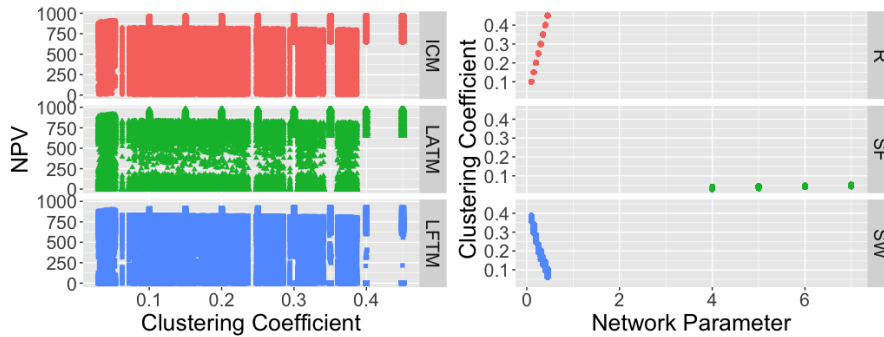 NPV
1000
750
500
250
0
ICM
1000
750
500
250
0
LATM
1000
750
500
250
0
LFTM
0.1 0.2 0.3 0.4
Clustering Coefficient
Clustering Coefficient
0.4
0.3
0.2
0.1
R
0.4
0.3
0.2
0.1
SF
0.4
0.3
0.2
0.1
SW
0 2 4 6
Network Parameter